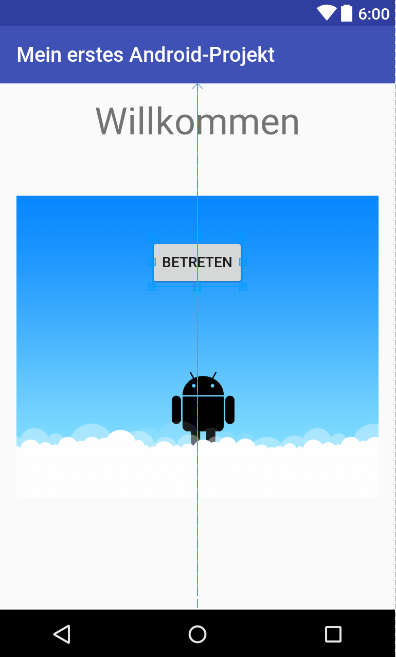 6:00
Mein erstes Android-Projekt
Willkommen
BETRETEN